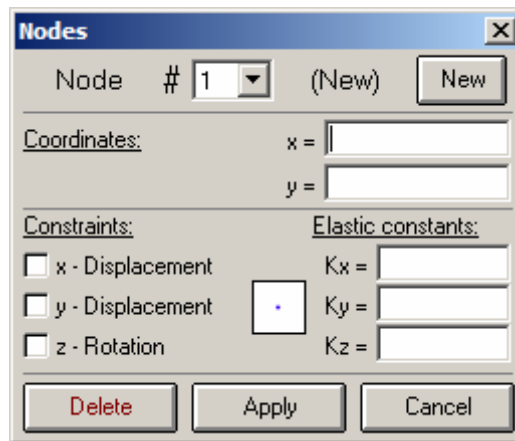 Nodes
Node # 1 (New) New
Coordinates: x =
y =
Constraints: Elastic constants:
x - Displacement Kx =
y - Displacement Ky =
z - Rotation Kz =
Delete Apply Cancel